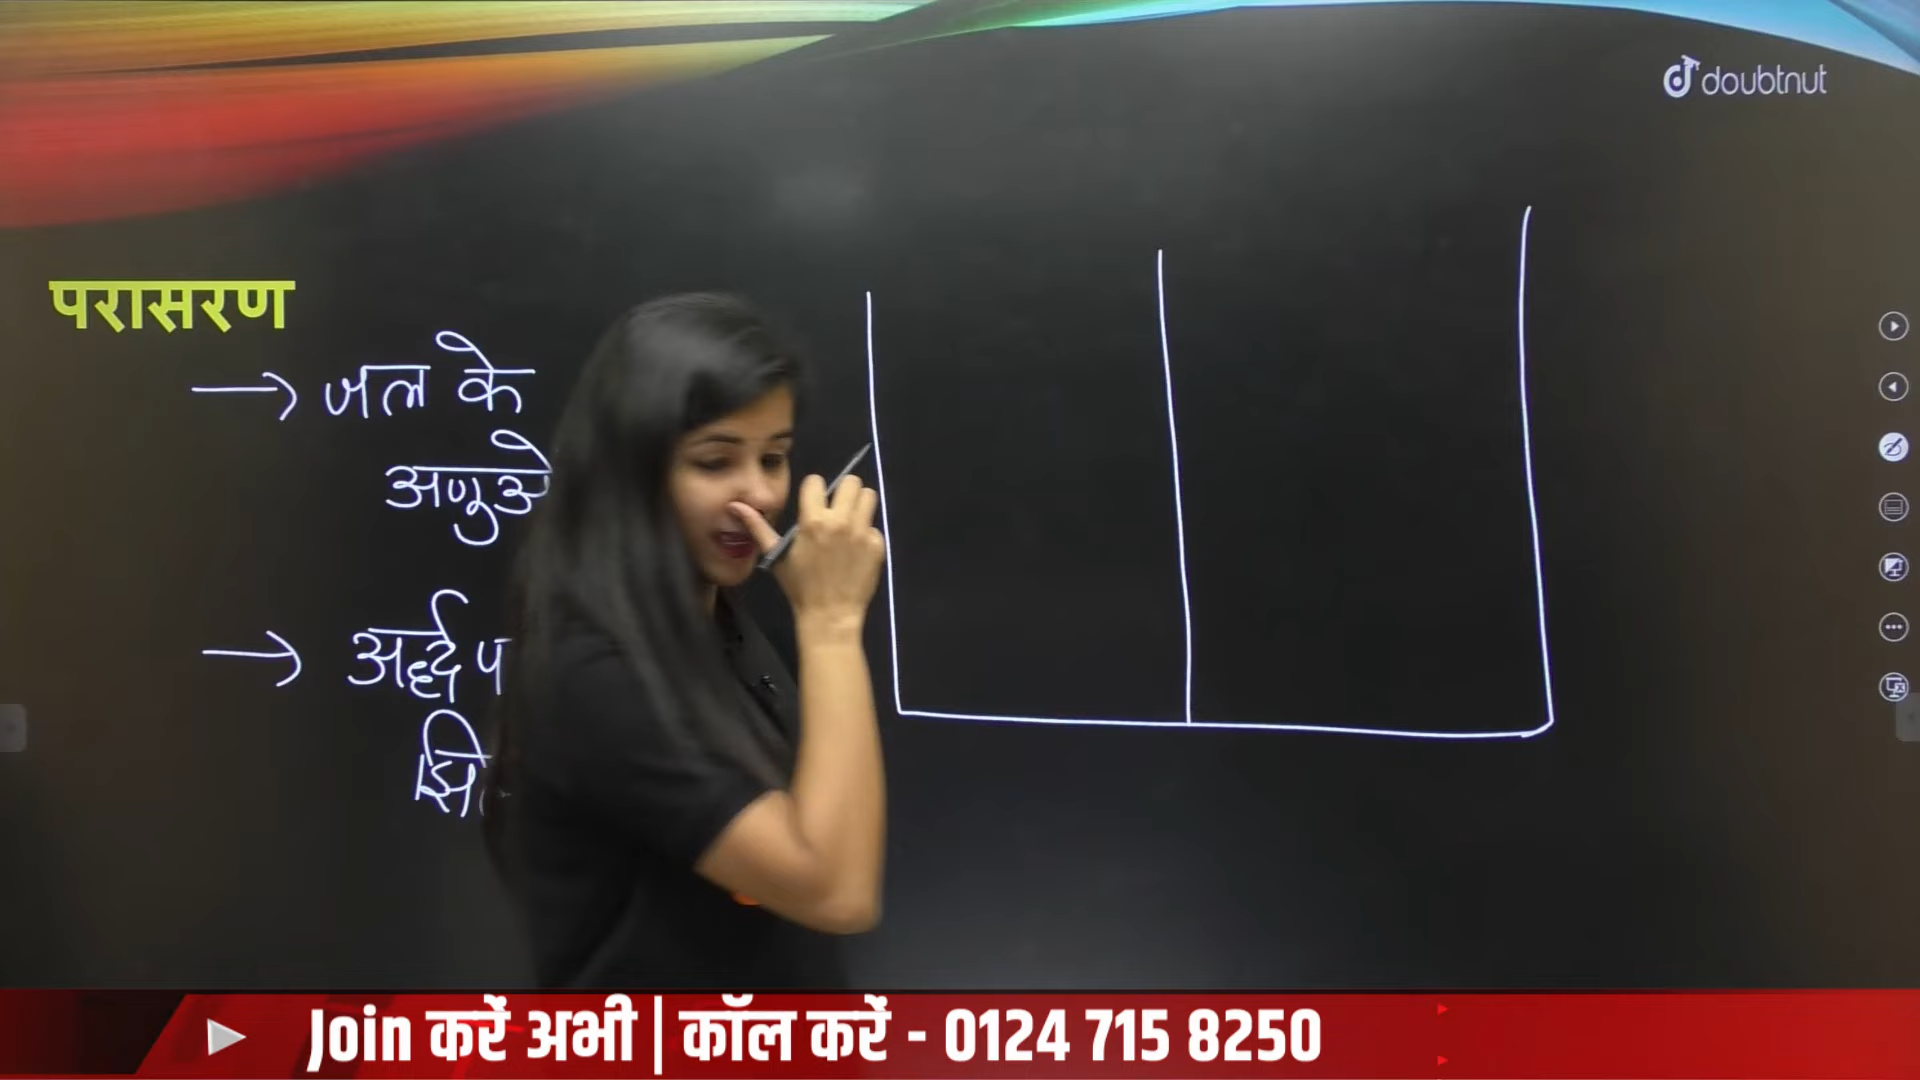 doubtnut
परासरण
→ जल के
अणुओ
→ अर्द्ध
Join करें अभी | कॉल करें - 0124 715 8250